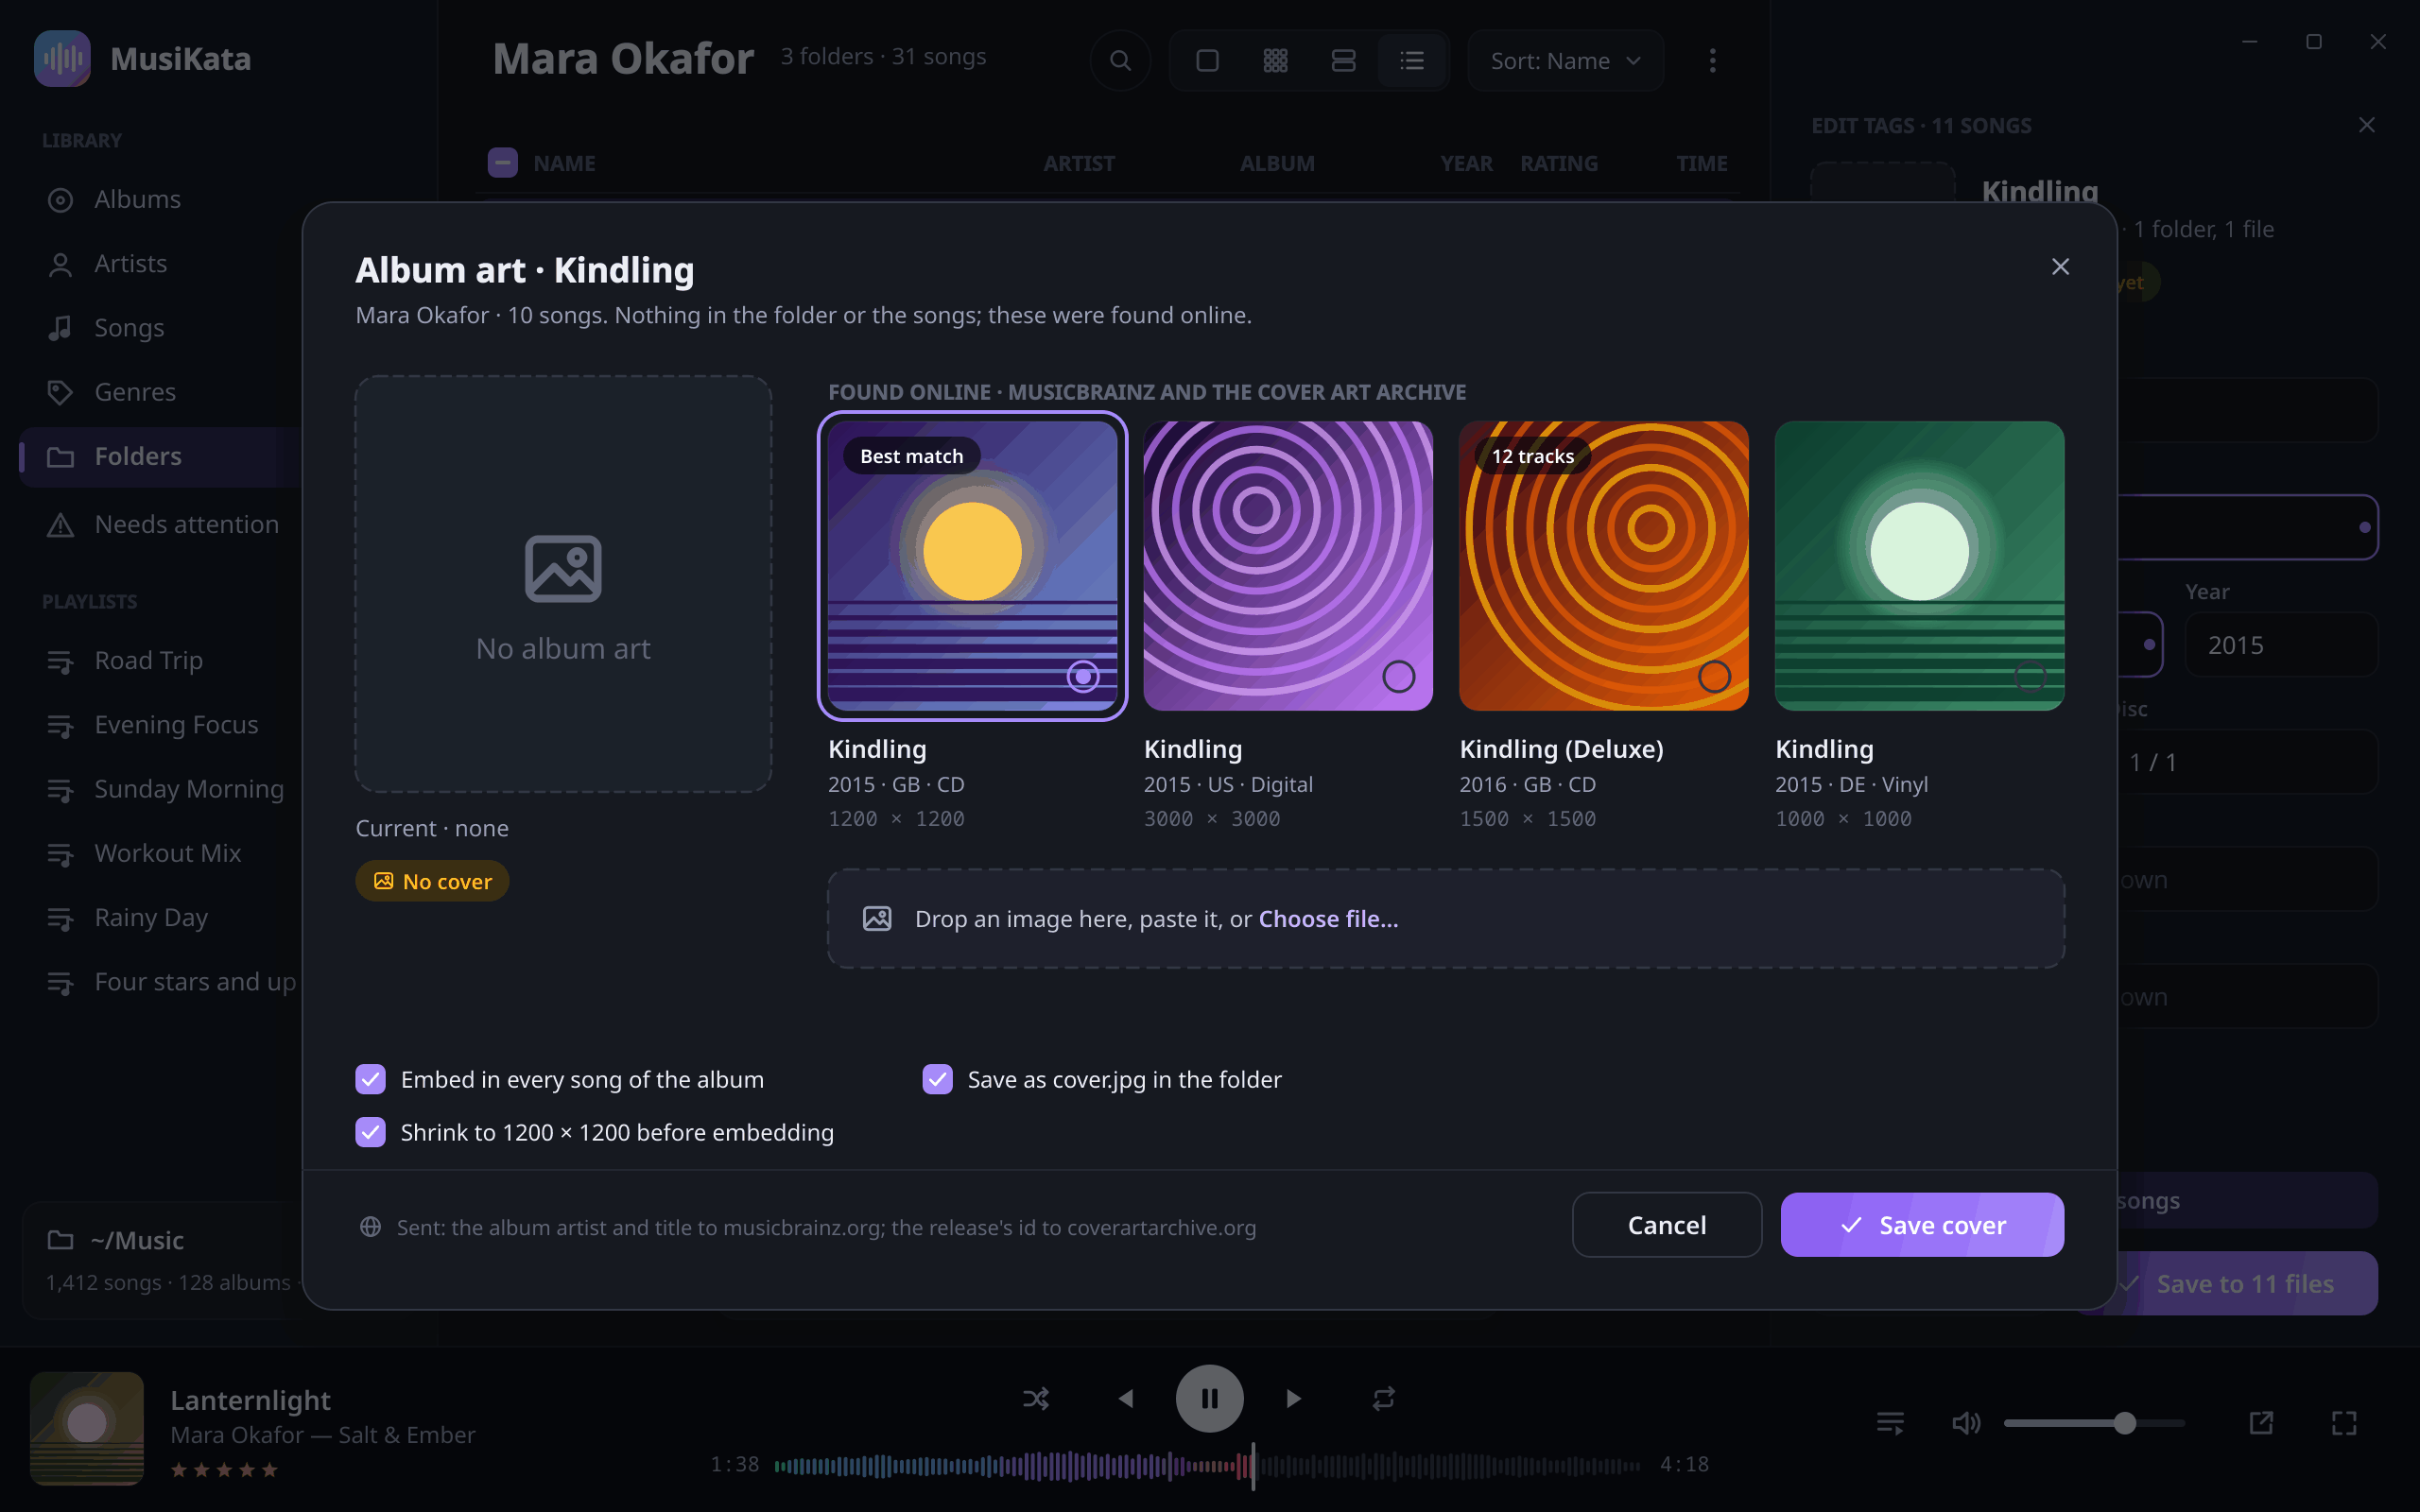 MusiKata
Mara Okafor
3 folders · 31 songs
Sort: Name
LIBRARY
Albums
Artists
Songs
Genres
Folders
Needs attention
PLAYLISTS
Road Trip
Evening Focus
Sunday Morning
Workout Mix
Rainy Day
Four stars and up
~/Music
1,412 songs · 128 albums ·
NAME
ARTIST
ALBUM
YEAR
RATING
TIME
EDIT TAGS · 11 SONGS
Kindling
· 1 folder, 1 file
yet
Year
2015
1 / 1
songs
Save to 11 files
Album art · Kindling
Mara Okafor · 10 songs. Nothing in the folder or the songs; these were found online.
No album art
Current · none
No cover
FOUND ONLINE · MUSICBRAINZ AND THE COVER ART ARCHIVE
Best match
Kindling
2015 · GB · CD
1200 × 1200
Kindling
2015 · US · Digital
3000 × 3000
12 tracks
Kindling (Deluxe)
2016 · GB · CD
1500 × 1500
Kindling
2015 · DE · Vinyl
1000 × 1000
Drop an image here, paste it, or Choose file...
Embed in every song of the album
Save as cover.jpg in the folder
Shrink to 1200 × 1200 before embedding
Sent: the album artist and title to musicbrainz.org; the release's id to coverartarchive.org
Cancel
Save cover
Lanternlight
Mara Okafor — Salt & Ember
1:38
4:18